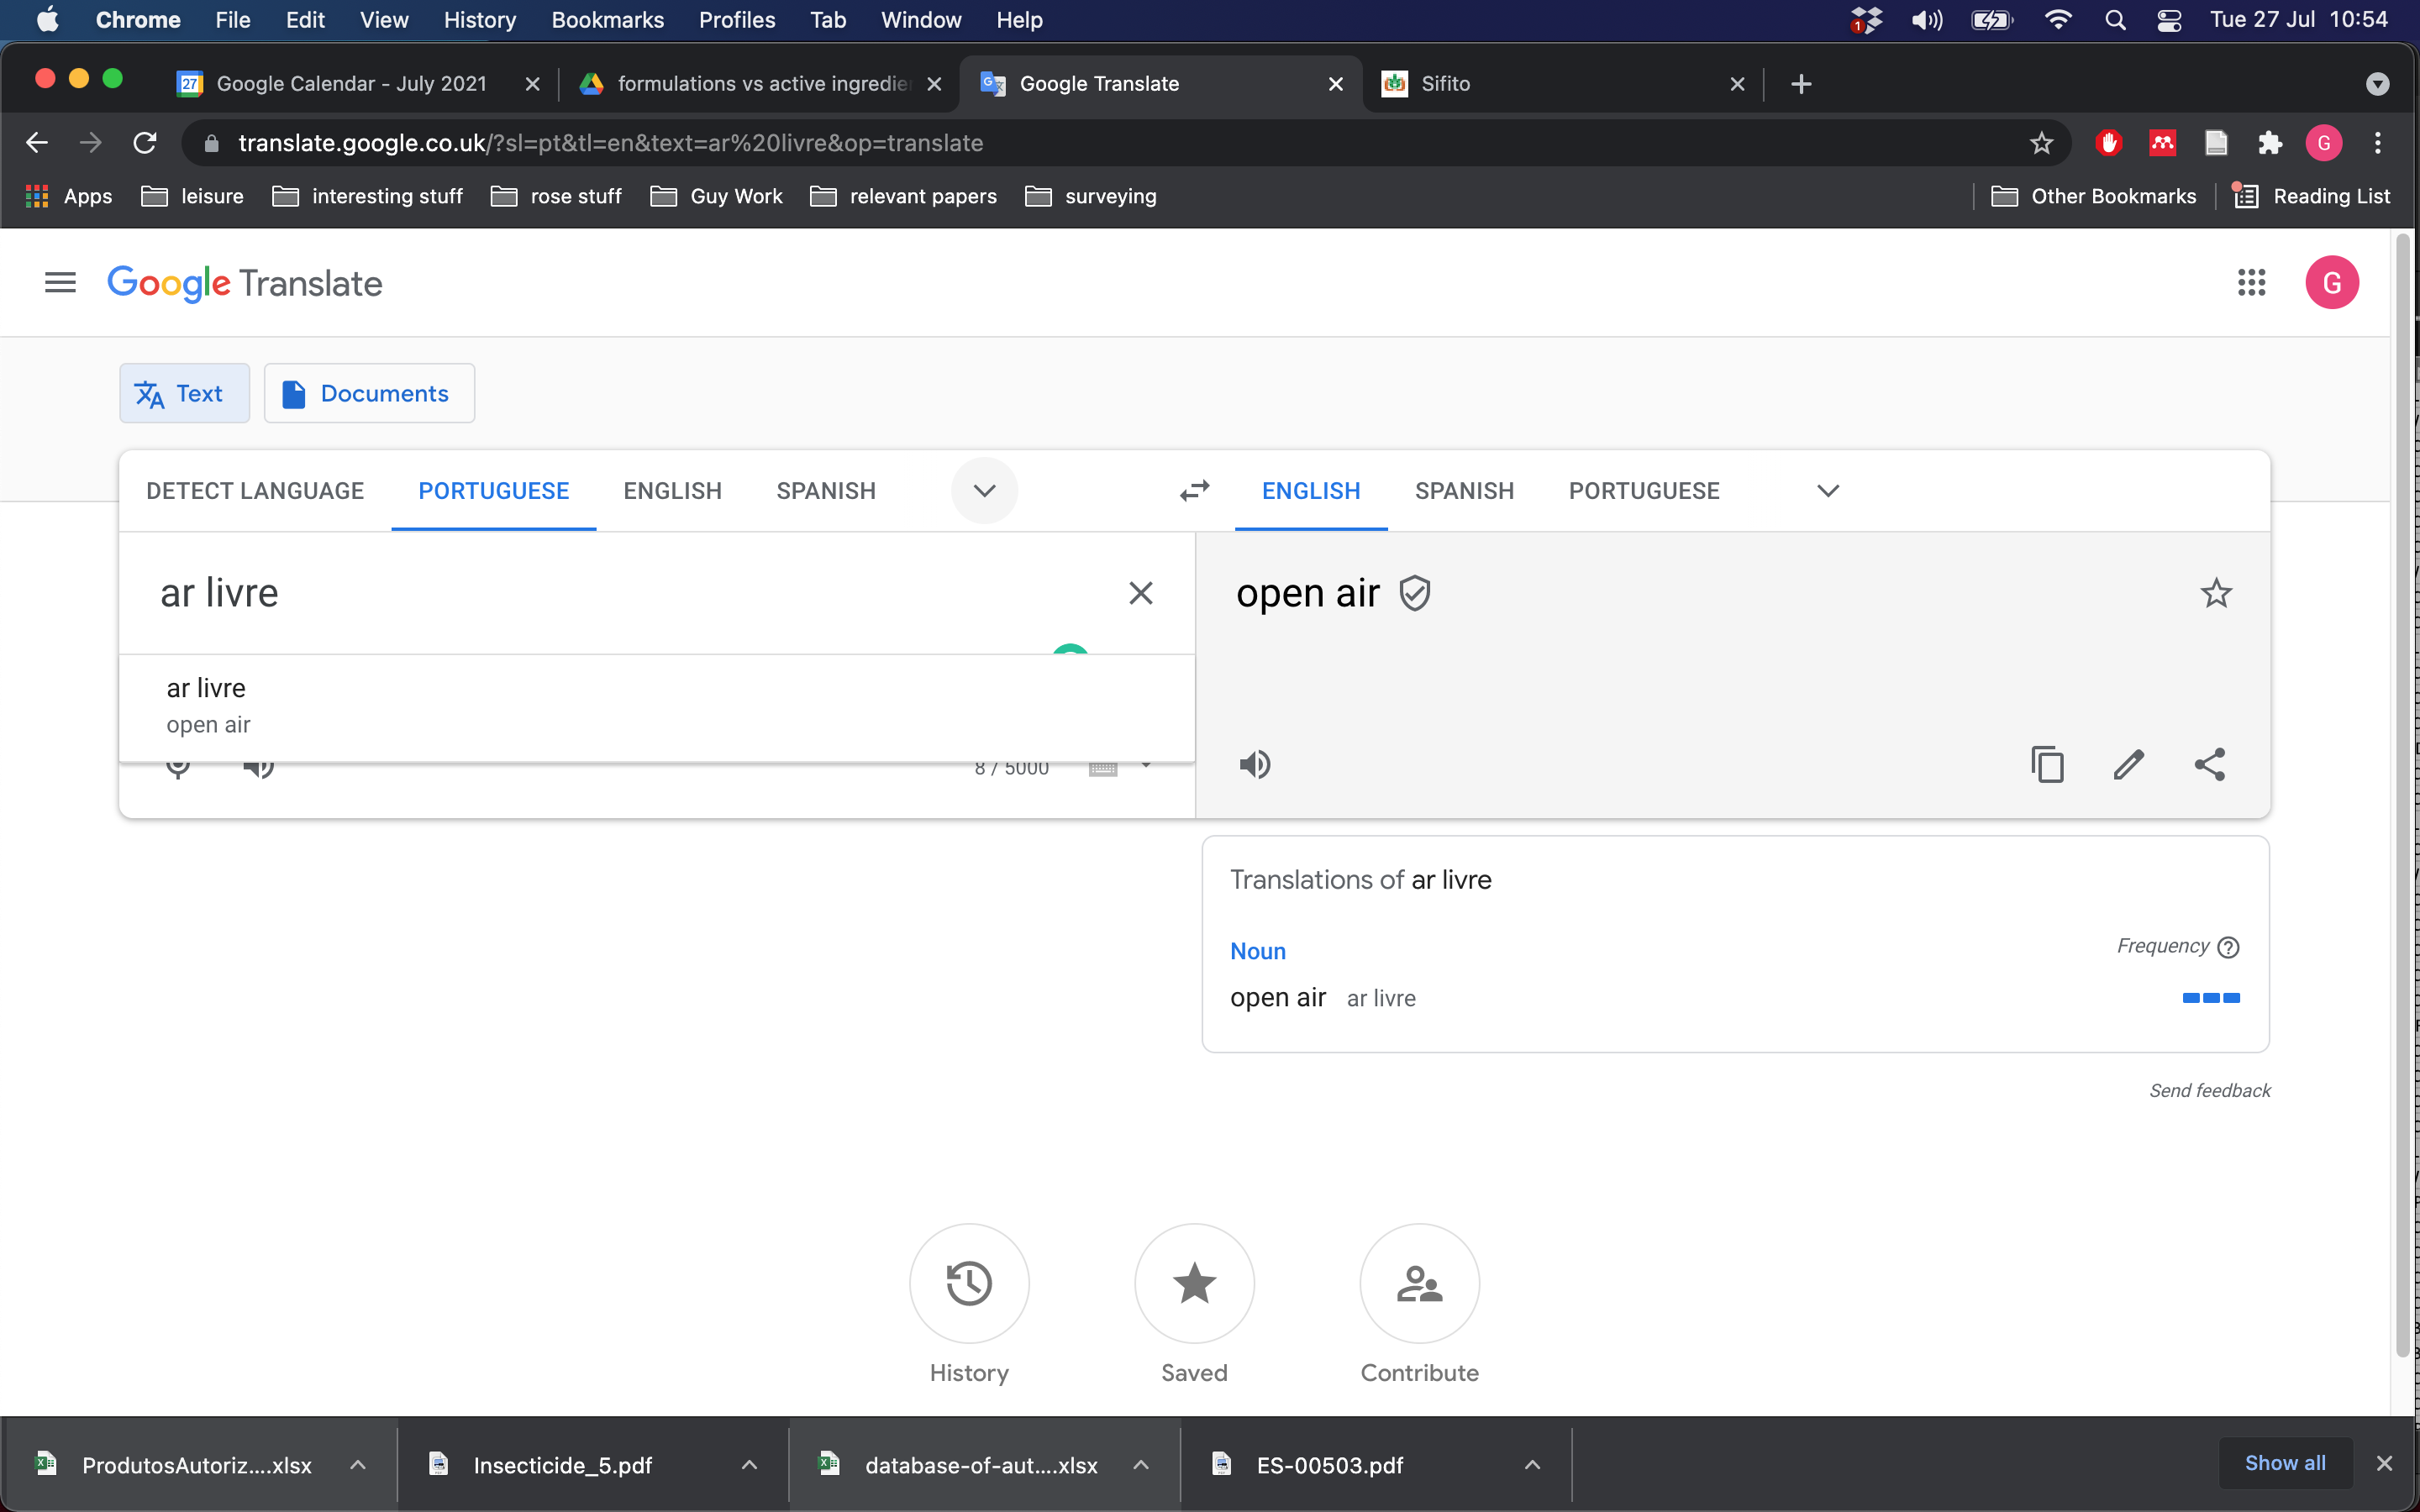 Chrome File Edit View History Bookmarks Profiles Tab Window Help 1 Tue 27 Jul 10:54
27 Google Calendar - July 2021 formulations vs active ingredie Google Translate Sifito
translate.google.co.uk/?sl=pt&tl=en&text=ar%20livre&op=translate G
Apps leisure interesting stuff rose stuff Guy Work relevant papers surveying Other Bookmarks Reading List
Google Translate G
Text Documents
DETECT LANGUAGE PORTUGUESE ENGLISH SPANISH ENGLISH SPANISH PORTUGUESE
ar livre open air
ar livre
open air
8 / 5000
Translations of ar livre
Noun Frequency
open air ar livre
Send feedback
History Saved Contribute
ProdutosAutoriz....xlsx Insecticide_5.pdf database-of-aut....xlsx ES-00503.pdf Show all